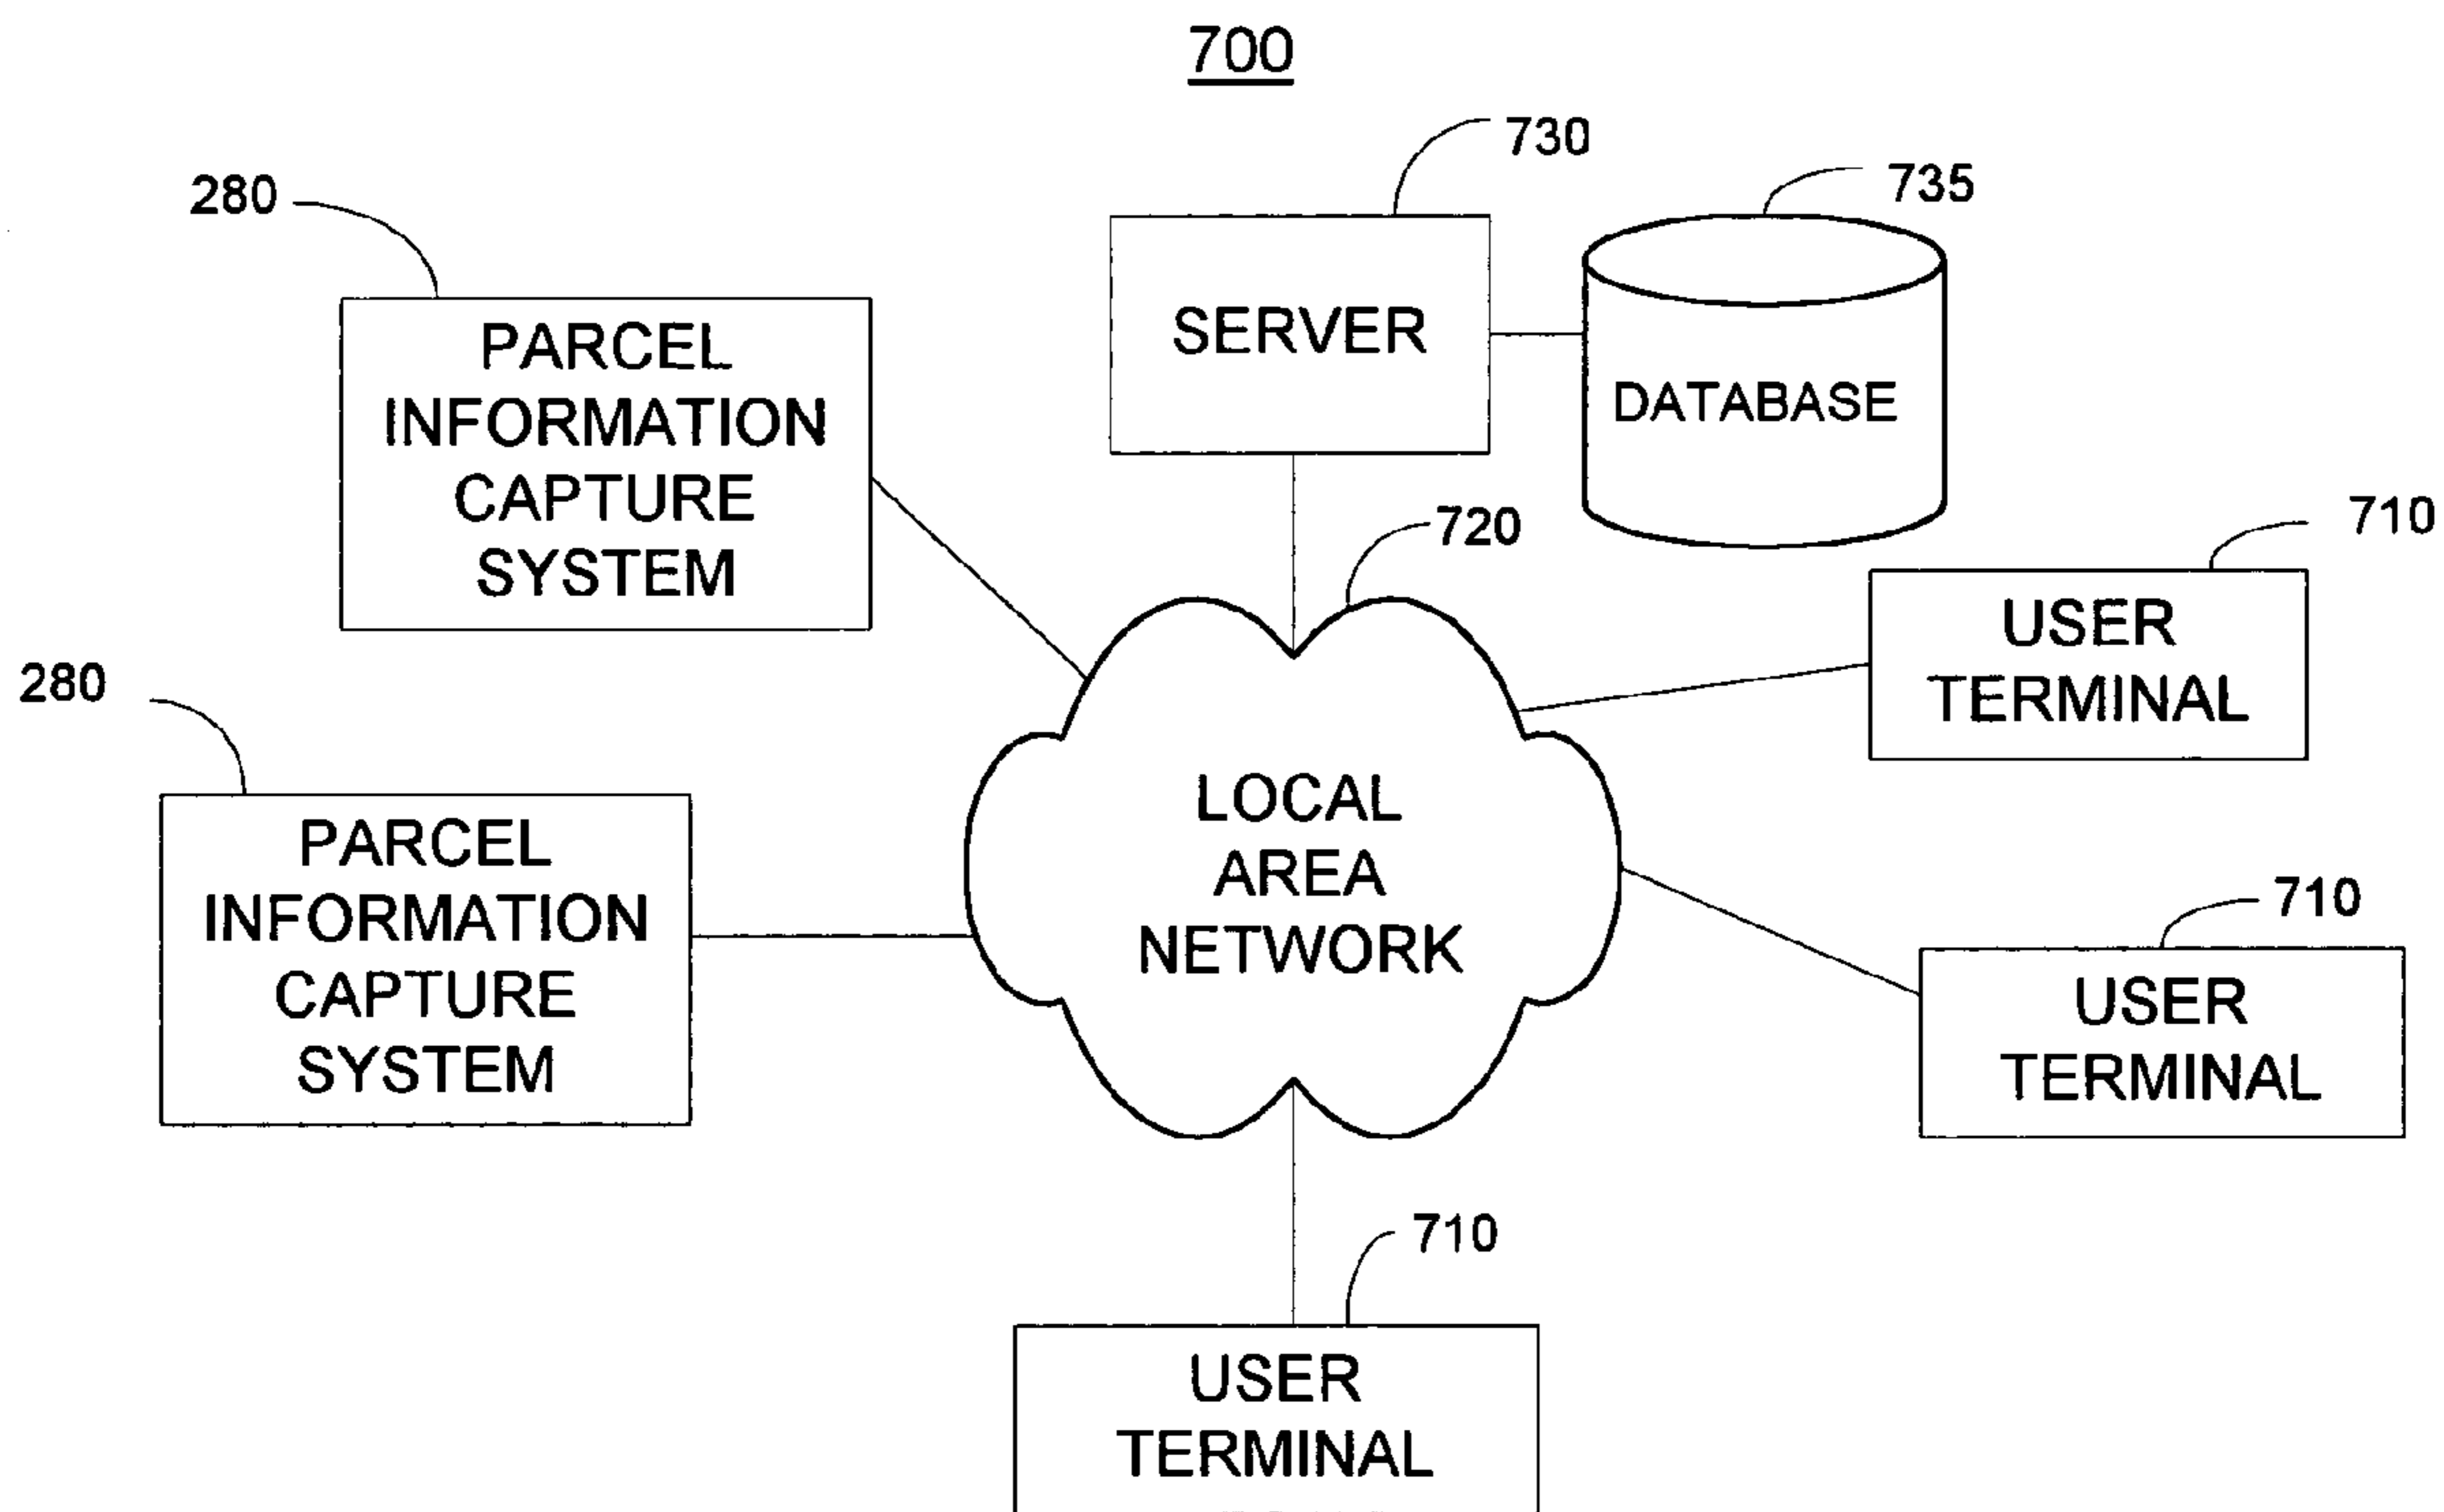 700
730
735
280
SERVER
DATABASE
PARCEL
INFORMATION
CAPTURE
SYSTEM
720
710
USER
TERMINAL
280
PARCEL
INFORMATION
CAPTURE
SYSTEM
LOCAL
AREA
NETWORK
710
USER
TERMINAL
710
USER
TERMINAL